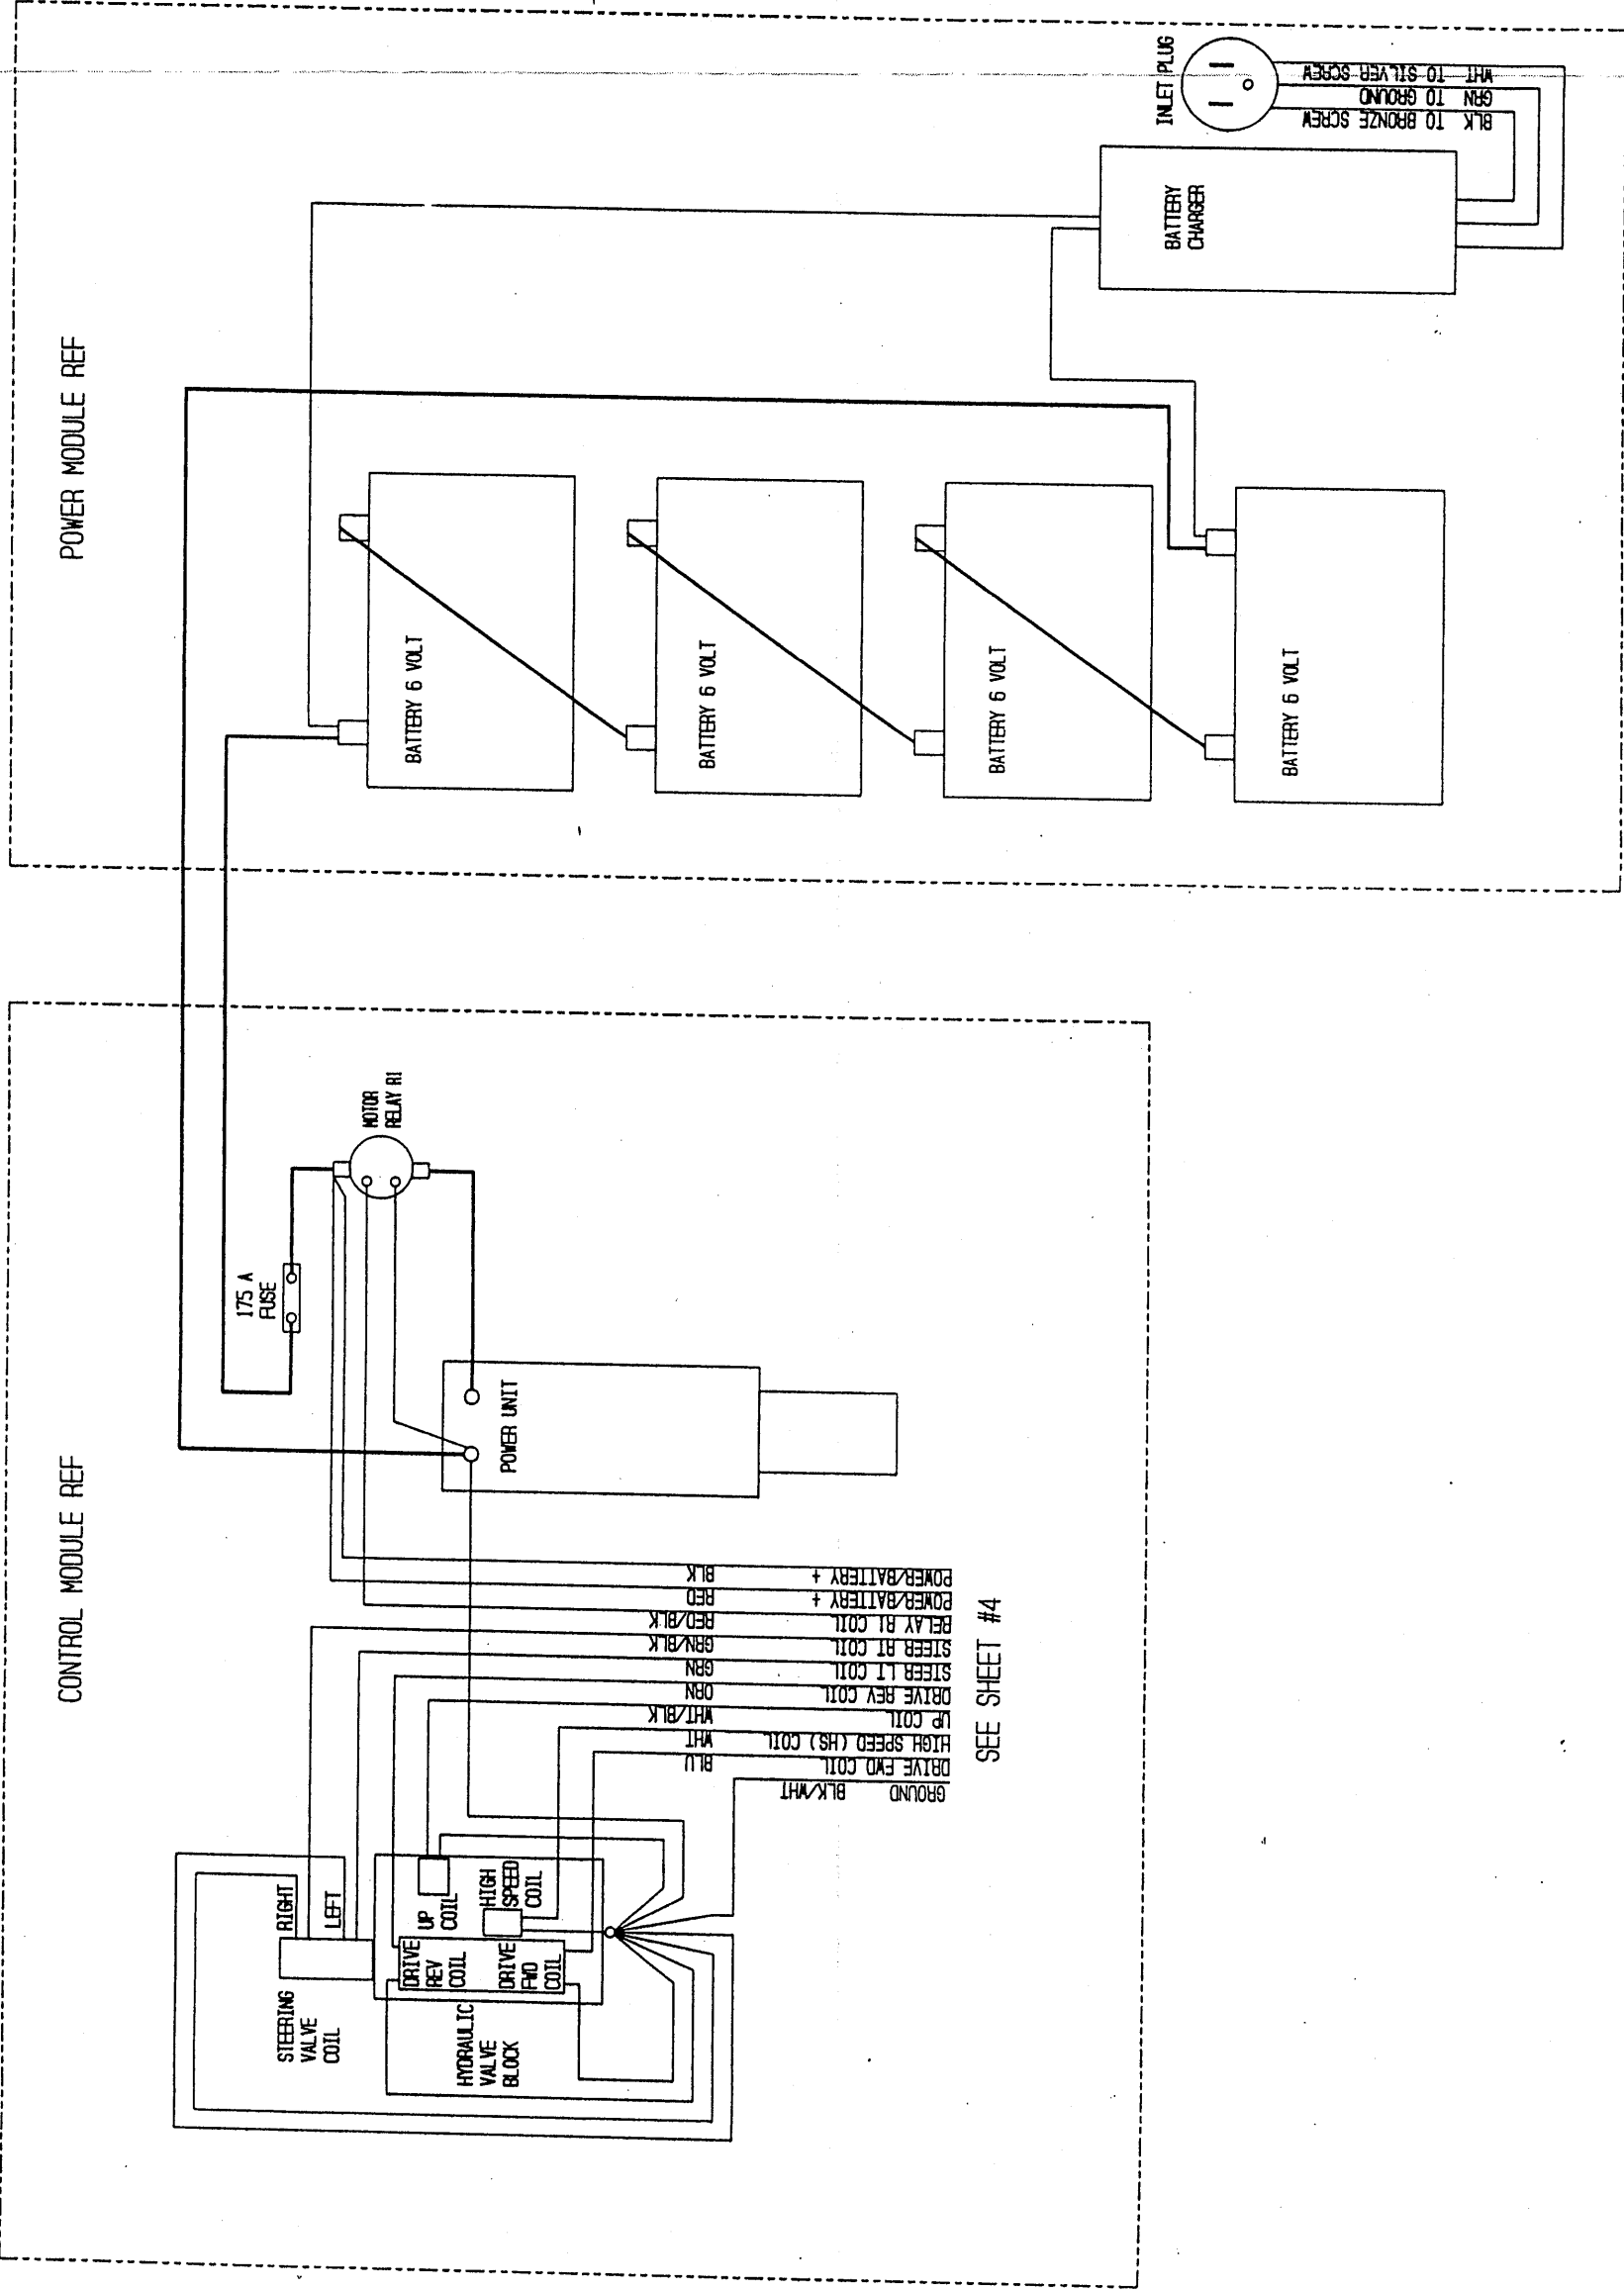 POWER MODULE REF
INLET PLUG
WHT TO SILVER SCREW
GRN TO GROUND
BLK TO BRONZE SCREW
BATTERY
CHARGER
BATTERY 6 VOLT
BATTERY 6 VOLT
BATTERY 6 VOLT
BATTERY 6 VOLT
CONTROL MODULE REF
MOTOR
RELAY R1
175 A
FUSE
POWER UNIT
POWER/BATTERY + BLK
POWER/BATTERY + RED
RELAY R1 COIL RED/BLK
STEER RT COIL GRN/BLK
STEER LT COIL GRN
DRIVE REV COIL ORN
UP COIL WHT/BLK
HIGH SPEED (HS) COIL WHT
DRIVE FWD COIL BLU
GROUND BLK/WHT
SEE SHEET #4
RIGHT
LEFT
STEERING
VALVE
COIL
UP
COIL
HIGH
SPEED
COIL
DRIVE
REV
COIL
DRIVE
FWD
COIL
HYDRAULIC
VALVE
BLOCK